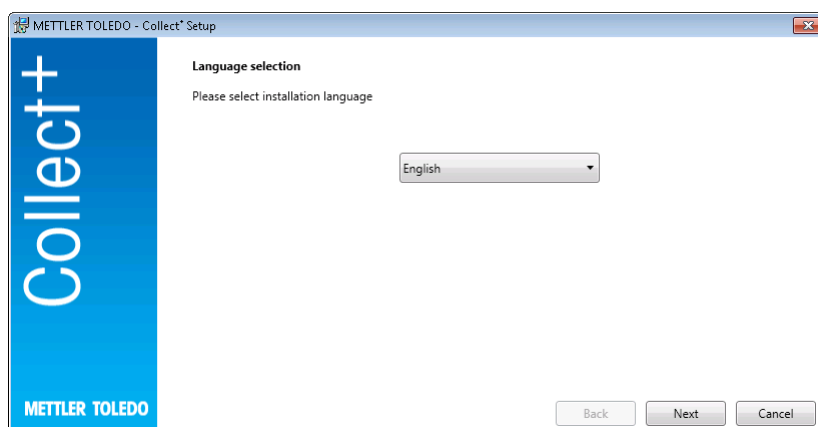 METTLER TOLEDO - Collect+ Setup
Collect+
Language selection
Please select installation language
English
METTLER TOLEDO
Back
Next
Cancel